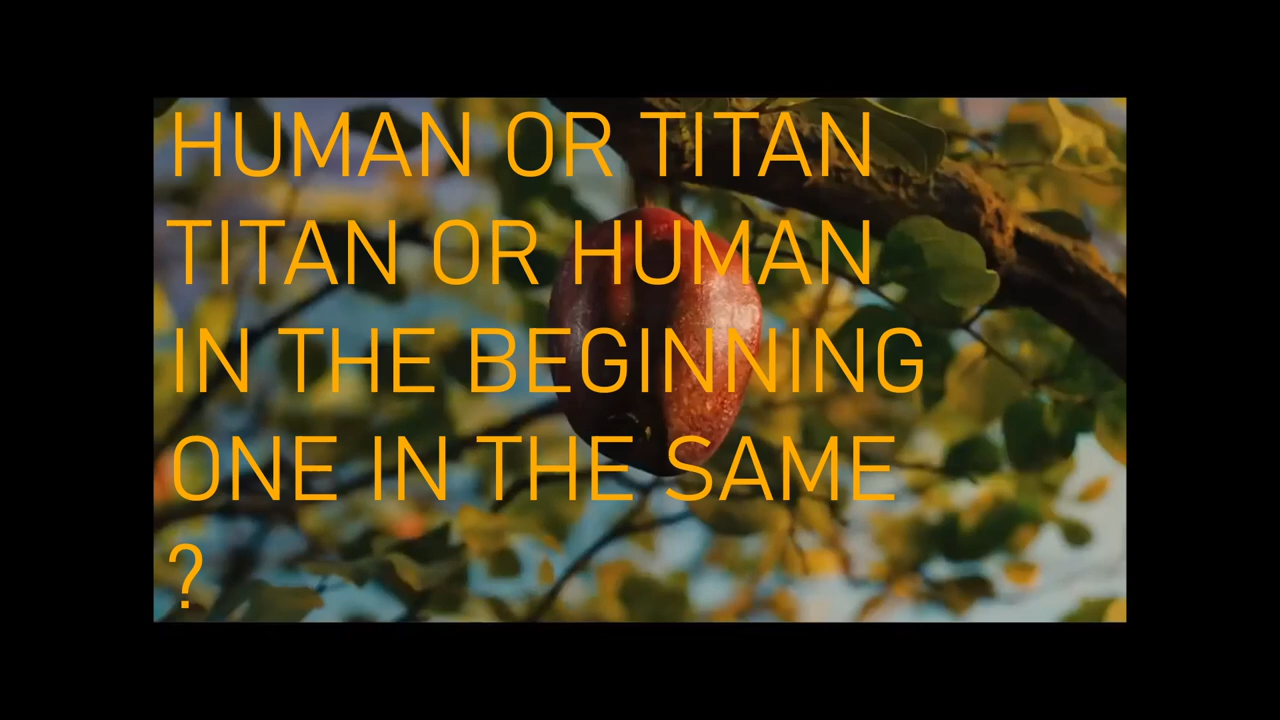 HUMAN OR TITAN
TITAN OR HUMAN
IN THE BEGINNING
ONE IN THE SAME
?